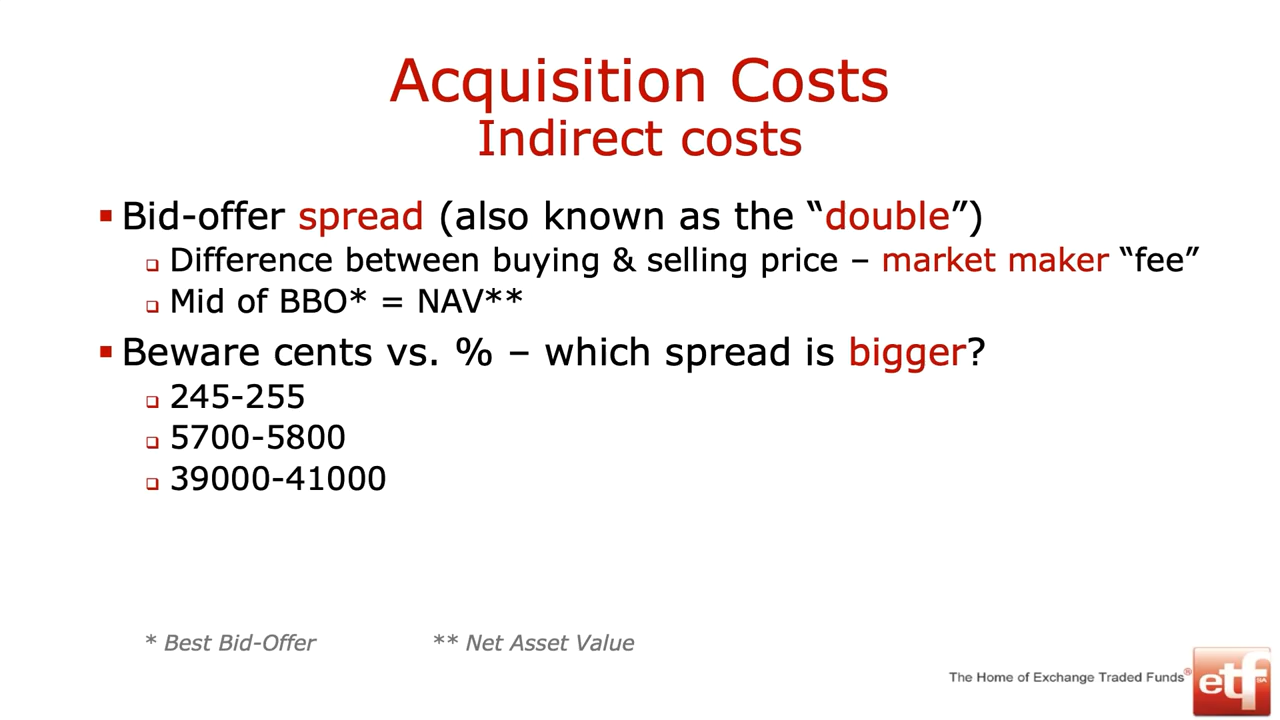 Acquisition Costs
Indirect costs
Bid-offer spread (also known as the “double”)
Difference between buying & selling price – market maker “fee”
Mid of BBO* = NAV**
Beware cents vs. % – which spread is bigger?
245-255
5700-5800
39000-41000
* Best Bid-Offer
** Net Asset Value
The Home of Exchange Traded Funds®
etf
SA